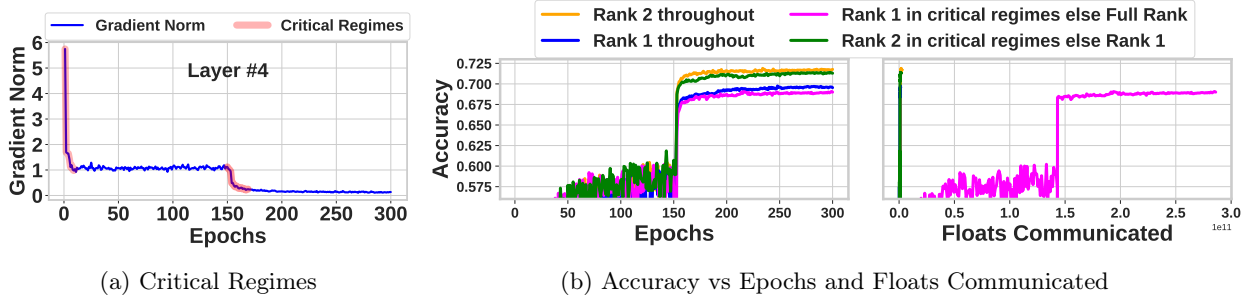 Gradient Norm Critical Regimes
Gradient Norm
6
5
4
3
2
1
0
Layer #4
0 50 100 150 200 250 300
Epochs
(a) Critical Regimes
Rank 2 throughout Rank 1 in critical regimes else Full Rank
Rank 1 throughout Rank 2 in critical regimes else Rank 1
Accuracy
0.725
0.700
0.675
0.650
0.625
0.600
0.575
0 50 100 150 200 250 300
Epochs
0.0 0.5 1.0 1.5 2.0 2.5 3.0
1e11
Floats Communicated
(b) Accuracy vs Epochs and Floats Communicated